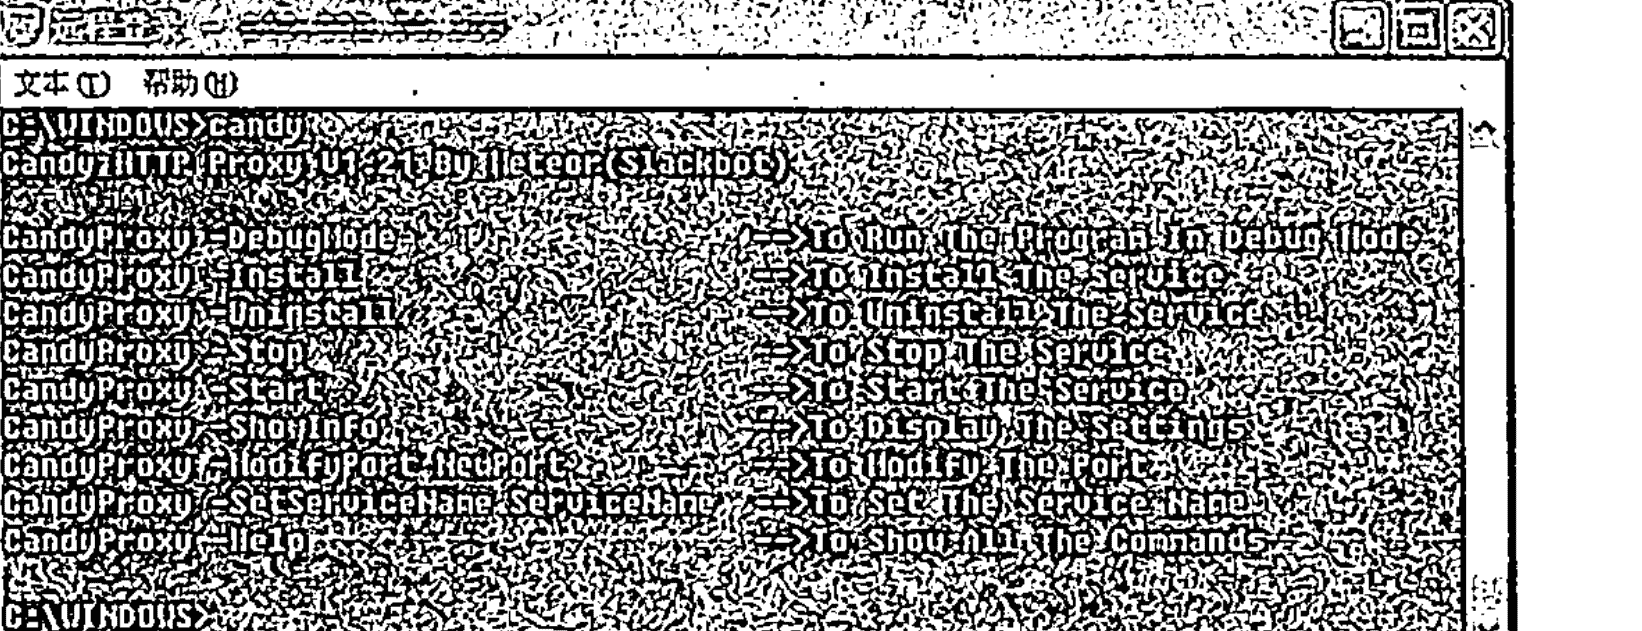 文本(T) 帮助(H)
C:\WINDOWS>candy
Candy HTTP Proxy V1.21 By Meteor(Slackbot)
CandyProxy -DebugMode -->To Run The Program In Debug Mode
CandyProxy -Install -->To Install The Service
CandyProxy -Uninstall -->To Uninstall The Service
CandyProxy -Stop -->To Stop The Service
CandyProxy -Start -->To Start The Service
CandyProxy -ShowInfo -->To Display The Settings
CandyProxy -ModifyPort NewPort -->To Modify The Port
CandyProxy -SetServiceName ServiceName -->To Set The Service Name
CandyProxy -Help -->To Show All The Commands
C:\WINDOWS>